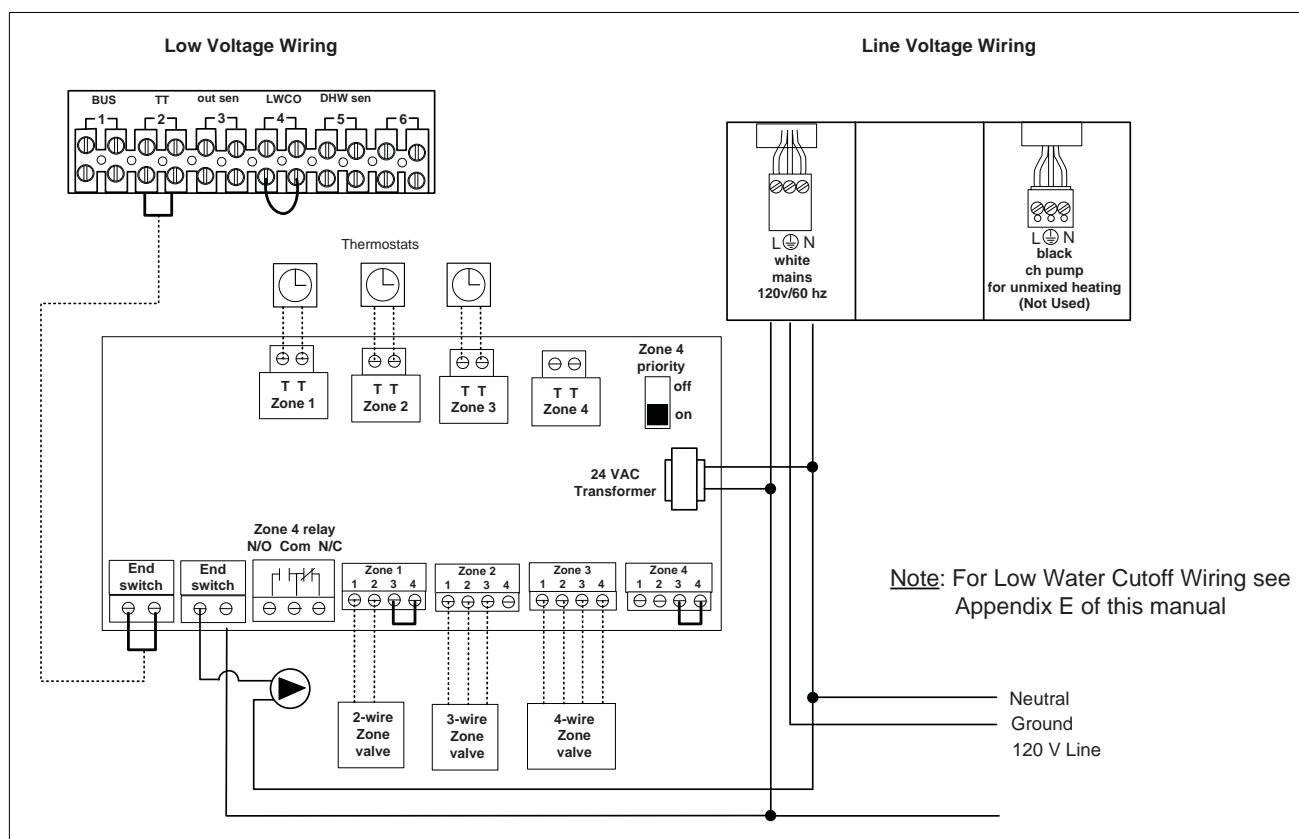 Low Voltage Wiring
Line Voltage Wiring
BUS TT out sen LWCO DHW sen
1 2 3 4 5 6
L N
white
mains
120v/60 hz
L N
black
ch pump
for unmixed heating
(Not Used)
Thermostats
T T
Zone 1
T T
Zone 2
T T
Zone 3
T T
Zone 4
Zone 4
priority
off
on
24 VAC
Transformer
End
switch
End
switch
Zone 4 relay
N/O Com N/C
Zone 1
1 2 3 4
Zone 2
1 2 3 4
Zone 3
1 2 3 4
Zone 4
1 2 3 4
Note: For Low Water Cutoff Wiring see
Appendix E of this manual
2-wire
Zone
valve
3-wire
Zone
valve
4-wire
Zone
valve
Neutral
Ground
120 V Line